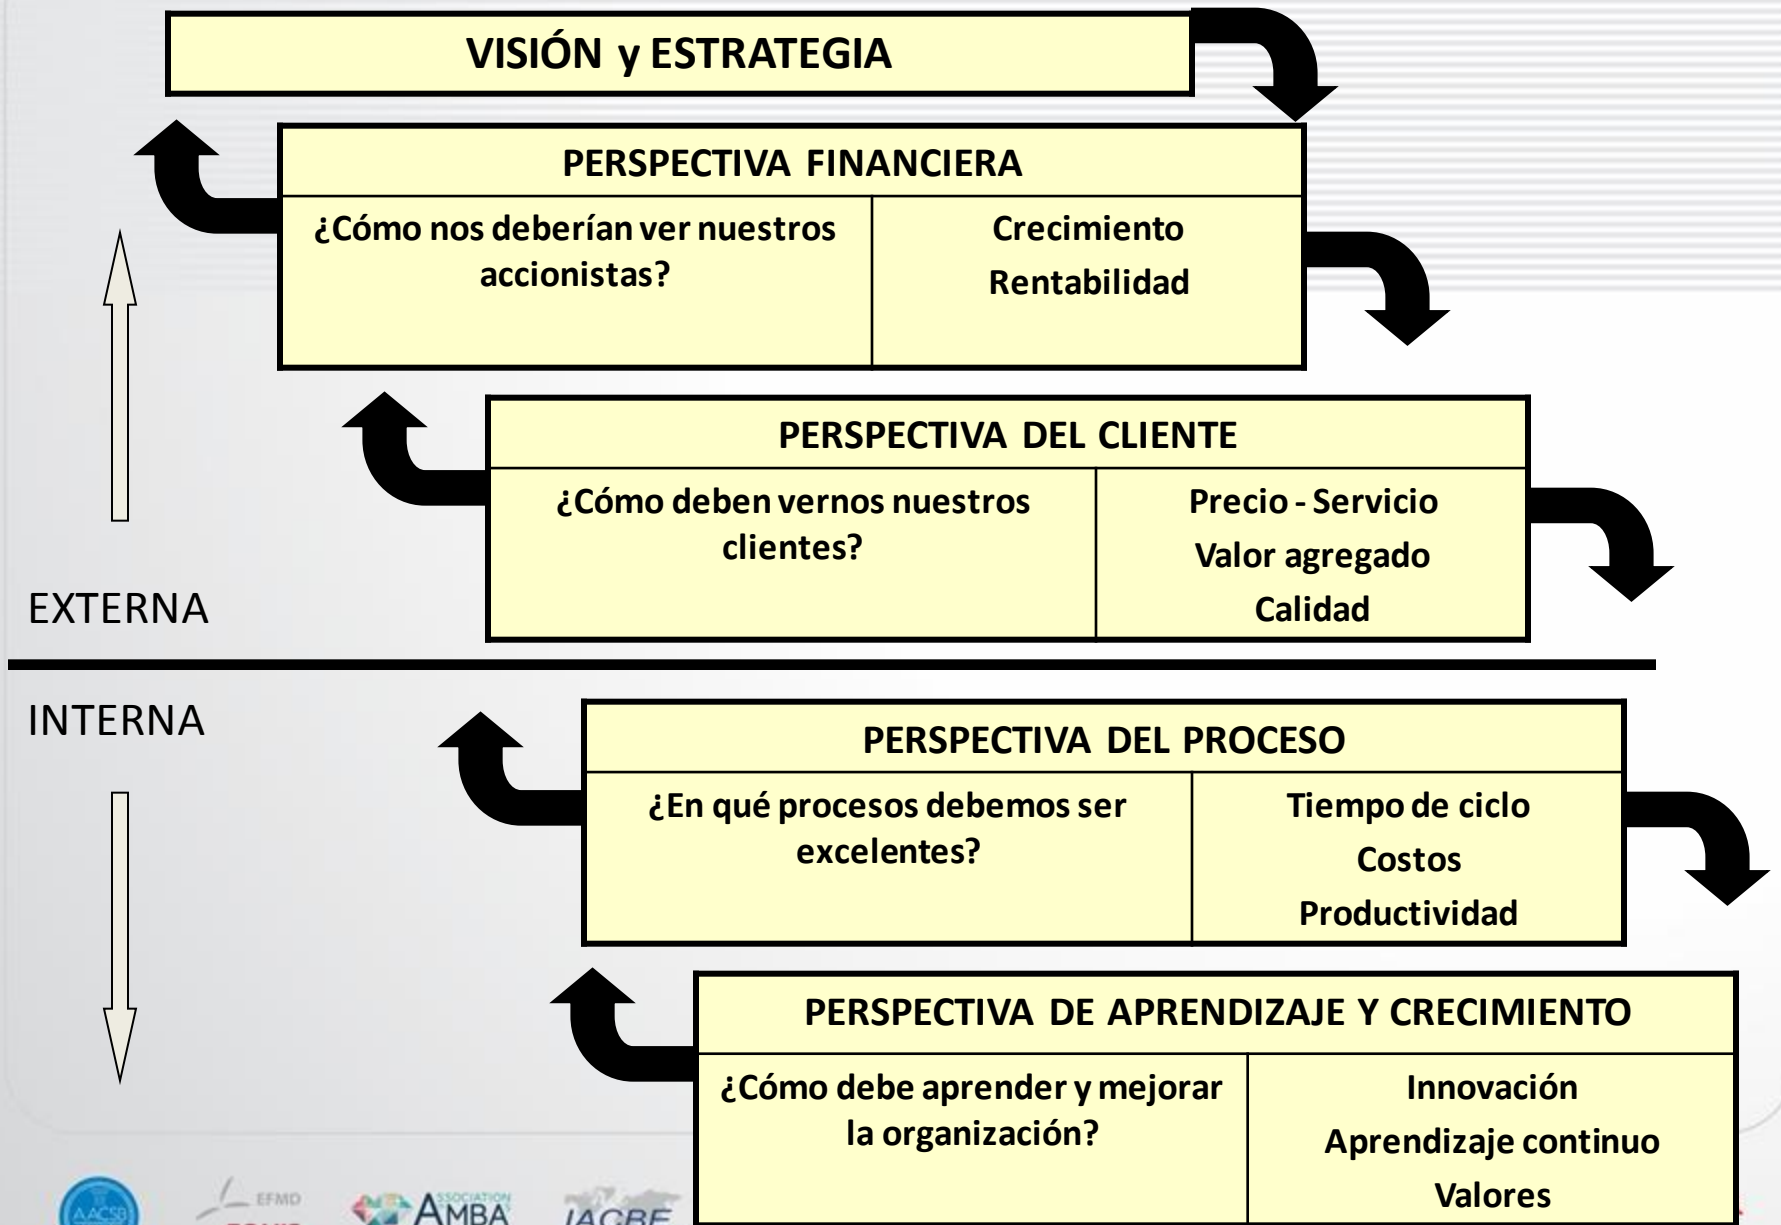 VISIÓN y ESTRATEGIA
PERSPECTIVA FINANCIERA
¿Cómo nos deberían ver nuestros
accionistas?
Crecimiento
Rentabilidad
PERSPECTIVA DEL CLIENTE
¿Cómo deben vernos nuestros
clientes?
Precio - Servicio
Valor agregado
Calidad
EXTERNA
INTERNA
PERSPECTIVA DEL PROCESO
¿En qué procesos debemos ser
excelentes?
Tiempo de ciclo
Costos
Productividad
PERSPECTIVA DE APRENDIZAJE Y CRECIMIENTO
¿Cómo debe aprender y mejorar
la organización?
Innovación
Aprendizaje continuo
Valores
AACSB
EFMD
ASSOCIATION
AMBA
IACBE